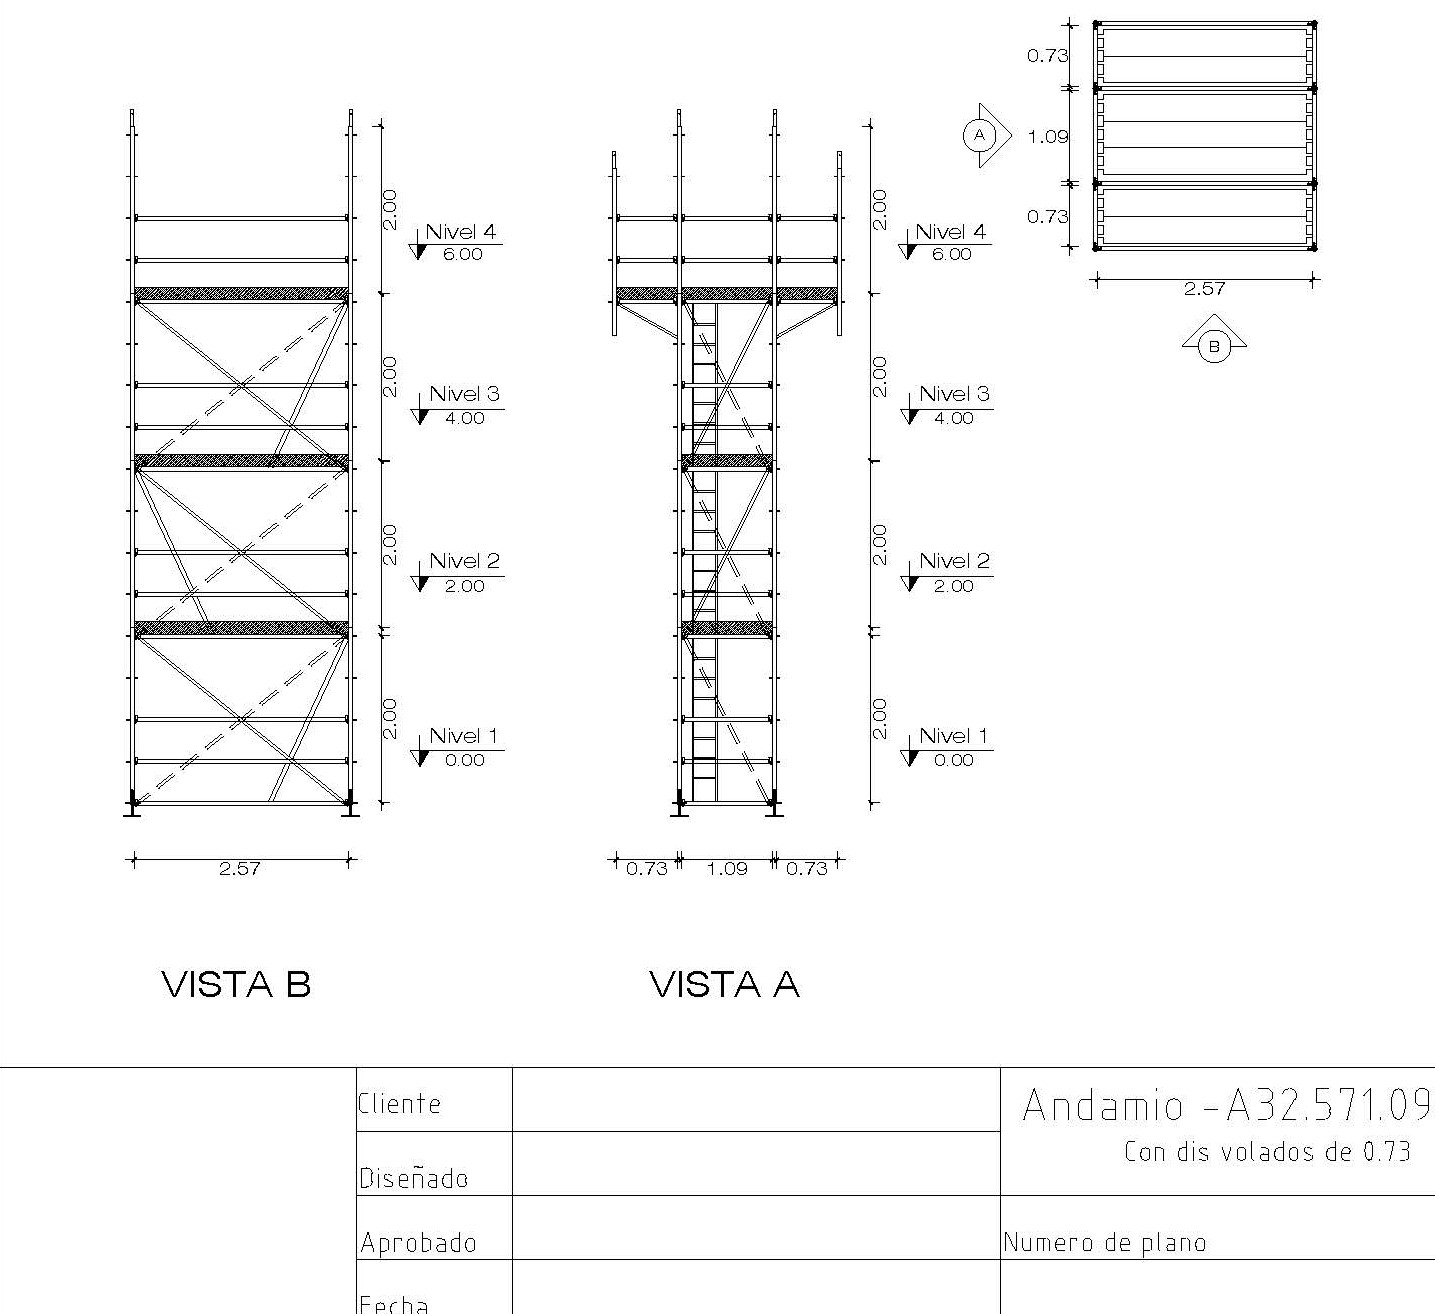 0.73
A
1.09
0.73
2.57
B
2.00
Nivel 4
6.00
2.00
Nivel 3
4.00
2.00
Nivel 2
2.00
2.00
Nivel 1
0.00
2.57
VISTA B
2.00
Nivel 4
6.00
2.00
Nivel 3
4.00
2.00
Nivel 2
2.00
2.00
Nivel 1
0.00
0.73 1.09 0.73
VISTA A
Cliente
Diseñado
Aprobado
Fecha
Andamio -A32.571.09
Con dis volados de 0.73
Numero de plano